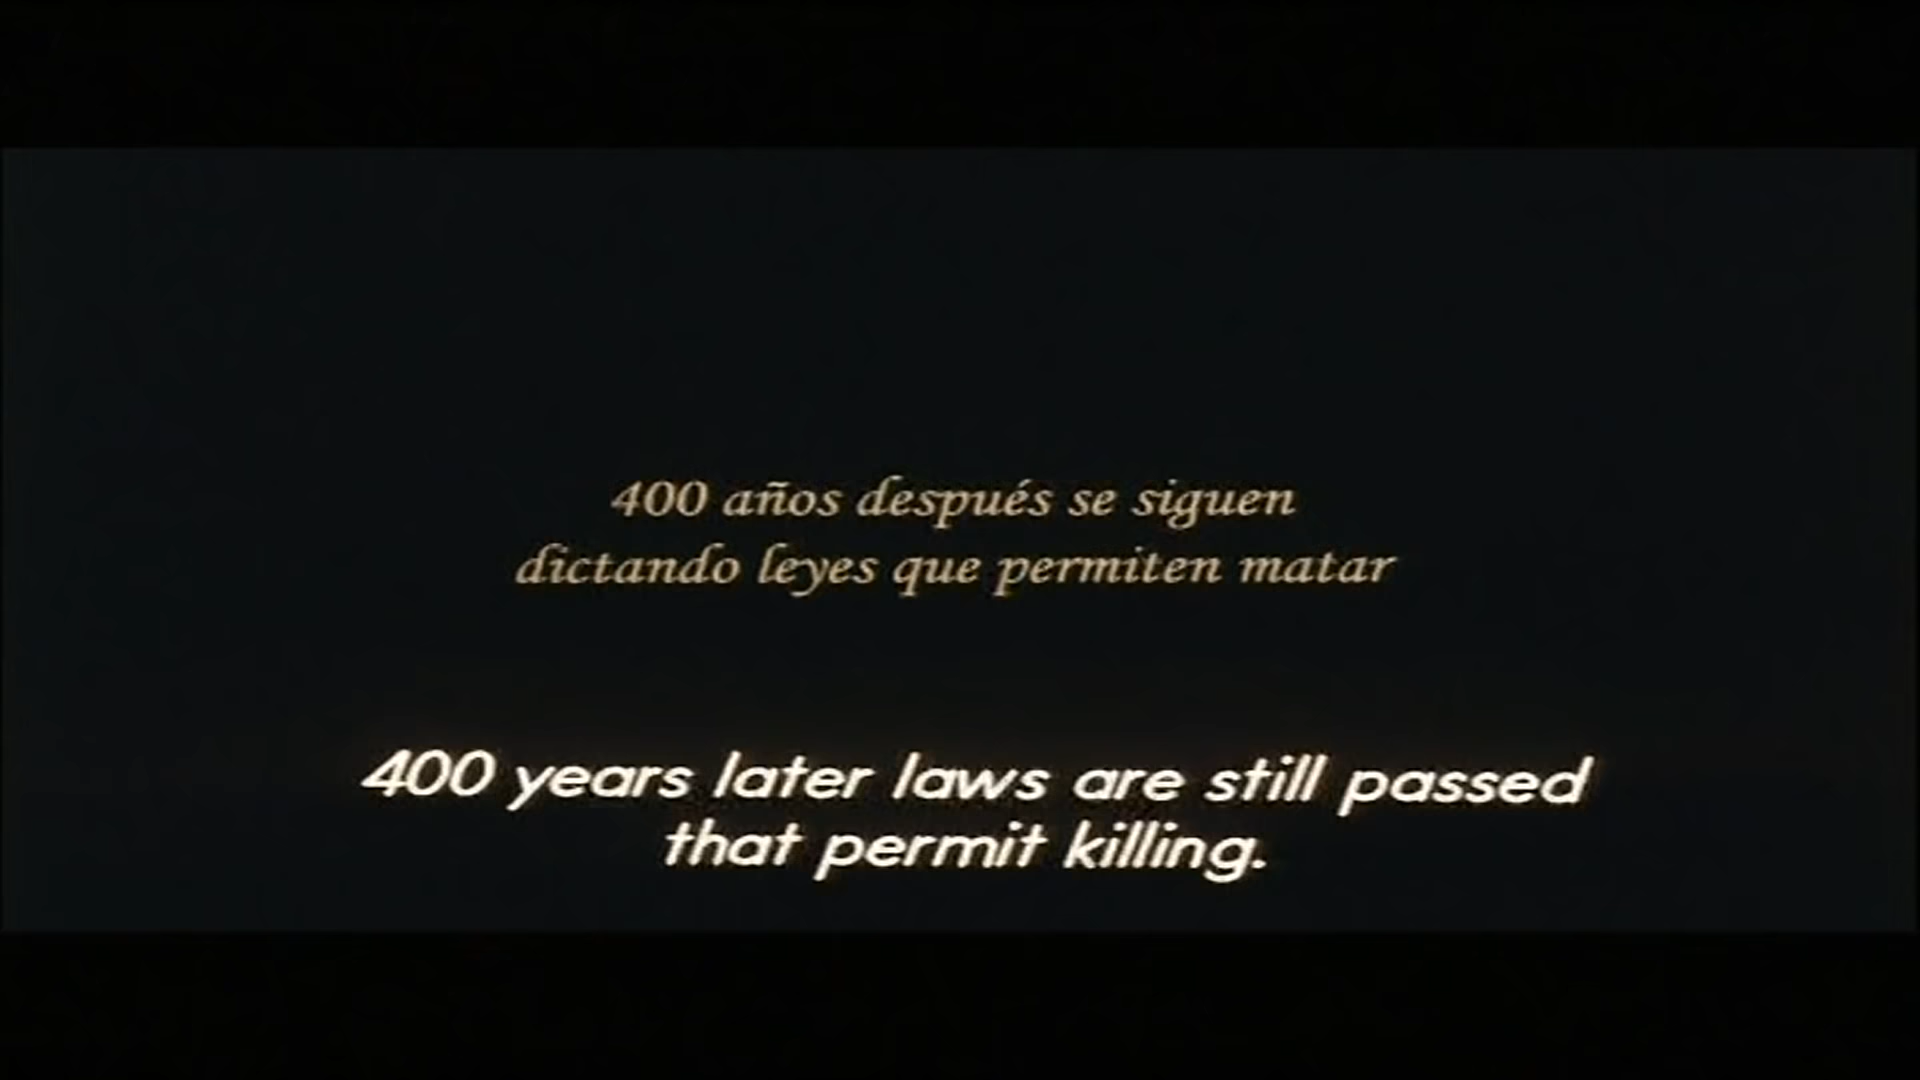 400 años después se siguen
dictando leyes que permiten matar
400 years later laws are still passed
that permit killing.